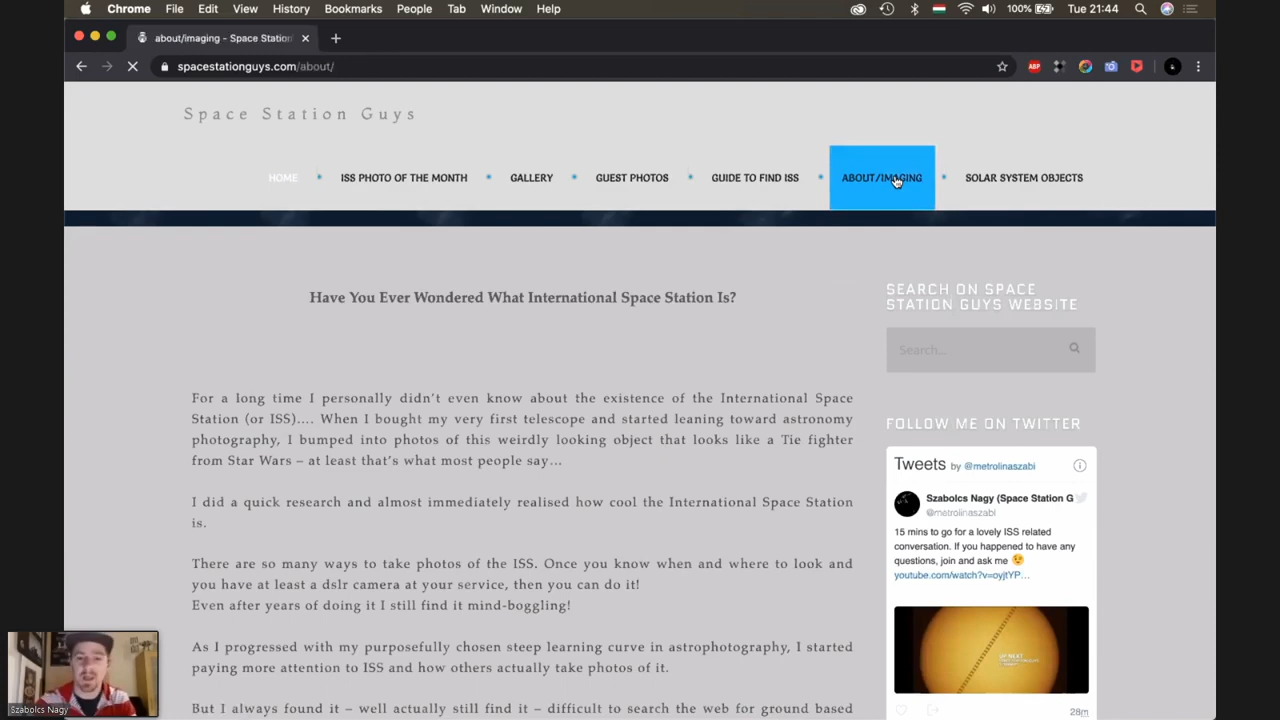 Chrome File Edit View History Bookmarks People Tab Window Help 100% Tue 21:44
about/imaging - Space Station
spacestationguys.com/about/
ABP
Space Station Guys
HOME ISS PHOTO OF THE MONTH GALLERY GUEST PHOTOS GUIDE TO FIND ISS ABOUT/IMAGING SOLAR SYSTEM OBJECTS
Have You Ever Wondered What International Space Station Is?
For a long time I personally didn't even know about the existence of the International Space
Station (or ISS)…. When I bought my very first telescope and started leaning toward astronomy
photography, I bumped into photos of this weirdly looking object that looks like a Tie fighter
from Star Wars – at least that's what most people say…
I did a quick research and almost immediately realised how cool the International Space Station
is.
There are so many ways to take photos of the ISS. Once you know when and where to look and
you have at least a dslr camera at your service, then you can do it!
Even after years of doing it I still find it mind-boggling!
As I progressed with my purposefully chosen steep learning curve in astrophotography, I started
paying more attention to ISS and how others actually take photos of it.
But I always found it – well actually still find it – difficult to search the web for ground based
SEARCH ON SPACE
STATION GUYS WEBSITE
Search...
FOLLOW ME ON TWITTER
Tweets by @metrolinaszabi
Szabolcs Nagy (Space Station G
@metrolinaszabi
15 mins to go for a lovely ISS related
conversation. If you happened to have any
questions, join and ask me
youtube.com/watch?v=oyjtYP…
UP NEXT
28m
Szabolcs Nagy